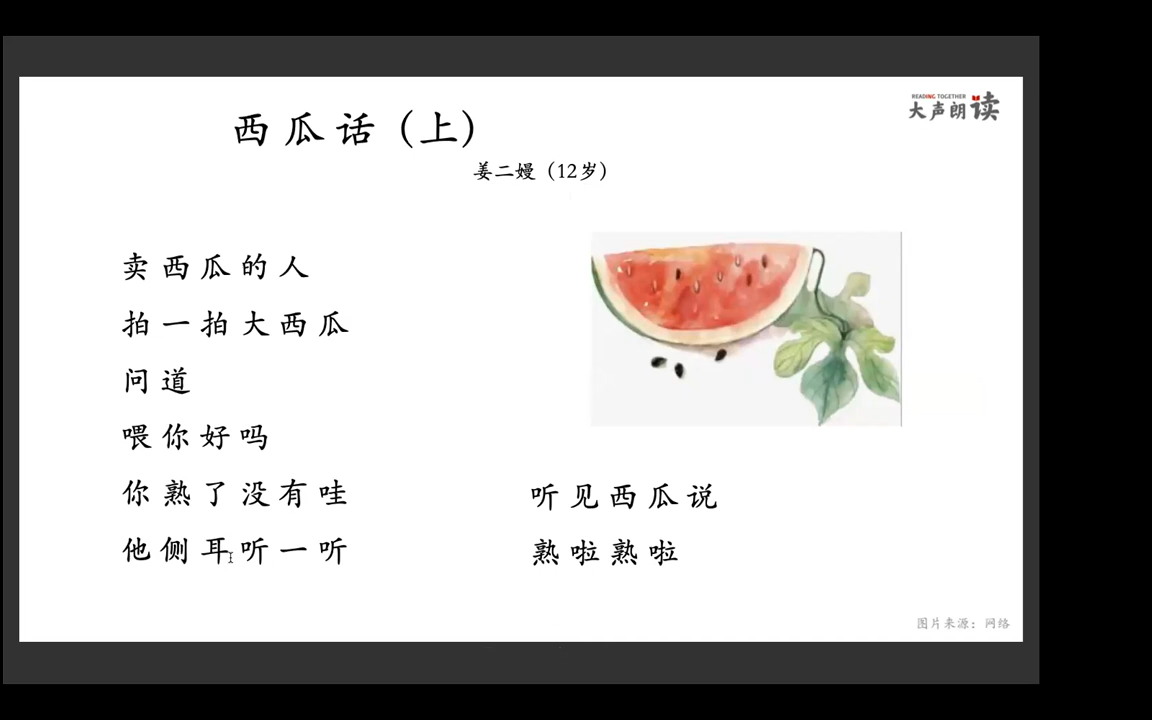 READING TOGETHER
大声朗读
西瓜话（上）
姜二嫚（12岁）
卖西瓜的人
拍一拍大西瓜
问道
喂你好吗
你熟了没有哇
他侧耳听一听
听见西瓜说
熟啦熟啦
图片来源：网络